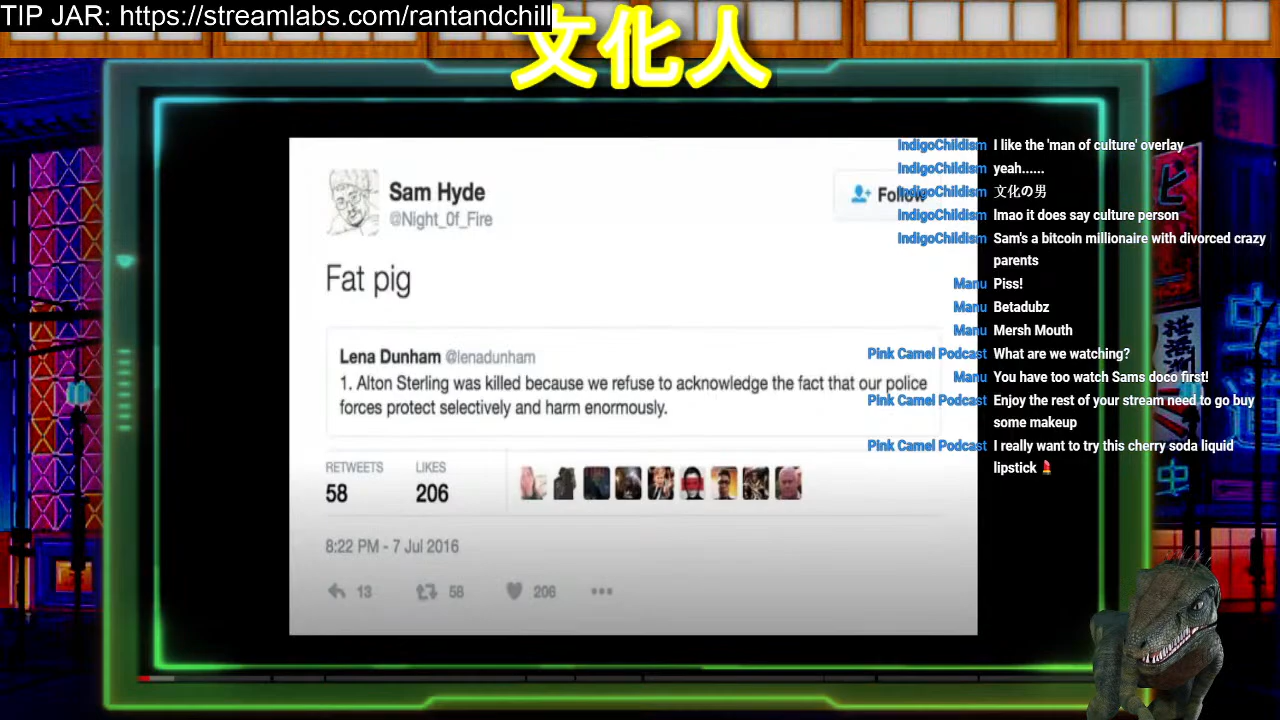 TIP JAR: https://streamlabs.com/rantandchill
文化人
Sam Hyde
@Night_0f_Fire
Follow
Fat pig
Lena Dunham @lenadunham
1. Alton Sterling was killed because we refuse to acknowledge the fact that our police
forces protect selectively and harm enormously.
RETWEETS LIKES
58 206
8:22 PM - 7 Jul 2016
13 58 206
IndigoChildism I like the 'man of culture' overlay
IndigoChildism yeah......
IndigoChildism 文化の男
IndigoChildism lmao it does say culture person
IndigoChildism Sam's a bitcoin millionaire with divorced crazy
parents
Manu Piss!
Manu Betadubz
Manu Mersh Mouth
Pink Camel Podcast What are we watching?
Manu You have too watch Sams doco first!
Pink Camel Podcast Enjoy the rest of your stream need to go buy
some makeup
Pink Camel Podcast I really want to try this cherry soda liquid
lipstick 💄